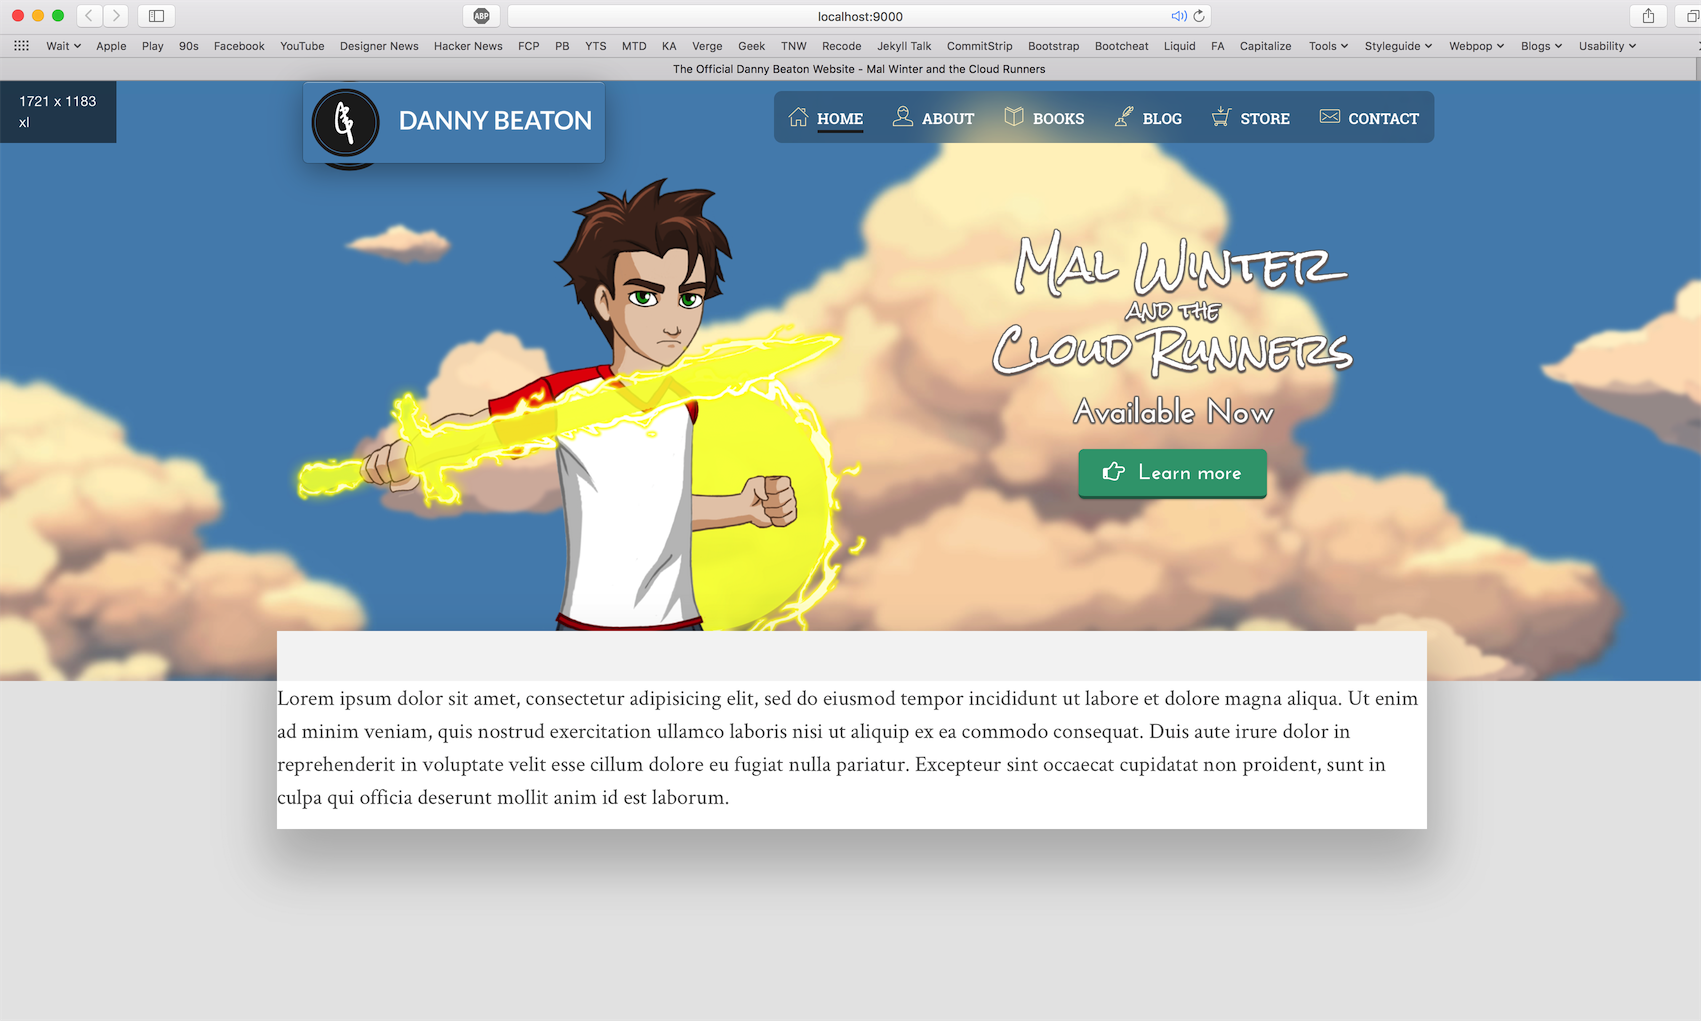 ABP
localhost:9000
Wait Apple Play 90s Facebook YouTube Designer News Hacker News FCP PB YTS MTD KA Verge Geek TNW Recode Jekyll Talk CommitStrip Bootstrap Bootcheat Liquid FA Capitalize Tools Styleguide Webpop Blogs Usability
The Official Danny Beaton Website - Mal Winter and the Cloud Runners
1721 x 1183
xl
DANNY BEATON
HOME ABOUT BOOKS BLOG STORE CONTACT
Mal Winter
and the
Cloud Runners
Available Now
Learn more
Lorem ipsum dolor sit amet, consectetur adipisicing elit, sed do eiusmod tempor incididunt ut labore et dolore magna aliqua. Ut enim
ad minim veniam, quis nostrud exercitation ullamco laboris nisi ut aliquip ex ea commodo consequat. Duis aute irure dolor in
reprehenderit in voluptate velit esse cillum dolore eu fugiat nulla pariatur. Excepteur sint occaecat cupidatat non proident, sunt in
culpa qui officia deserunt mollit anim id est laborum.